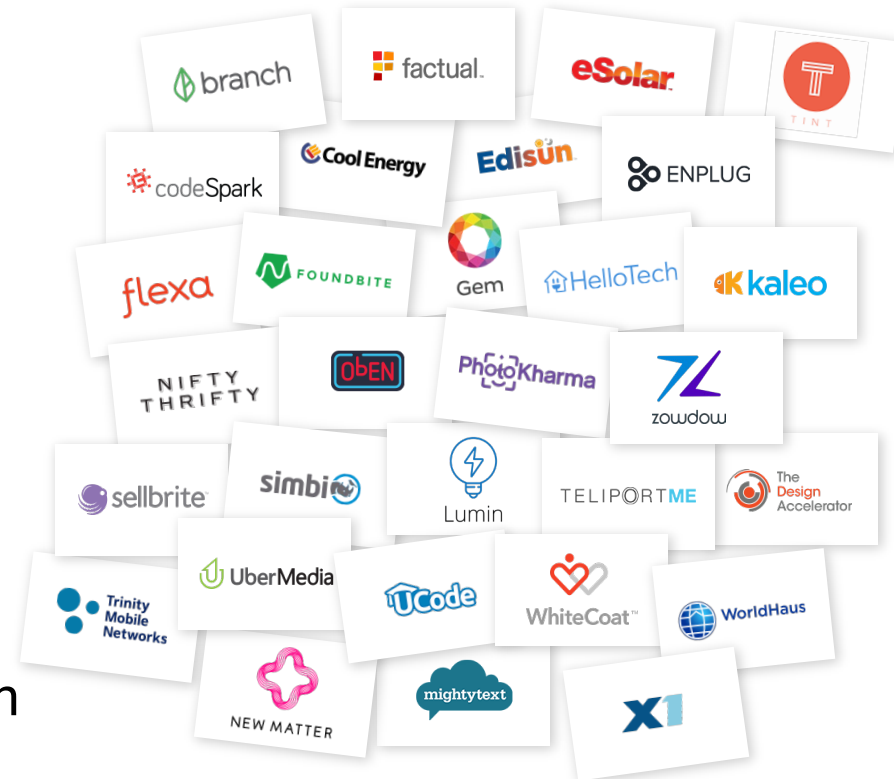 branch
factual.
eSolar
TINT
codeSpark
Cool Energy
Edisun
ENPLUG
flexa
FOUNDBITE
Gem
HelloTech
kaleo
NIFTY
THRIFTY
ObEN
PhotoKharma
zowdow
sellbrite
simbi
Lumin
TELIPORTME
The
Design
Accelerator
Trinity
Mobile
Networks
UberMedia
UCode
WhiteCoat™
WorldHaus
n
NEW MATTER
mightytext
X1